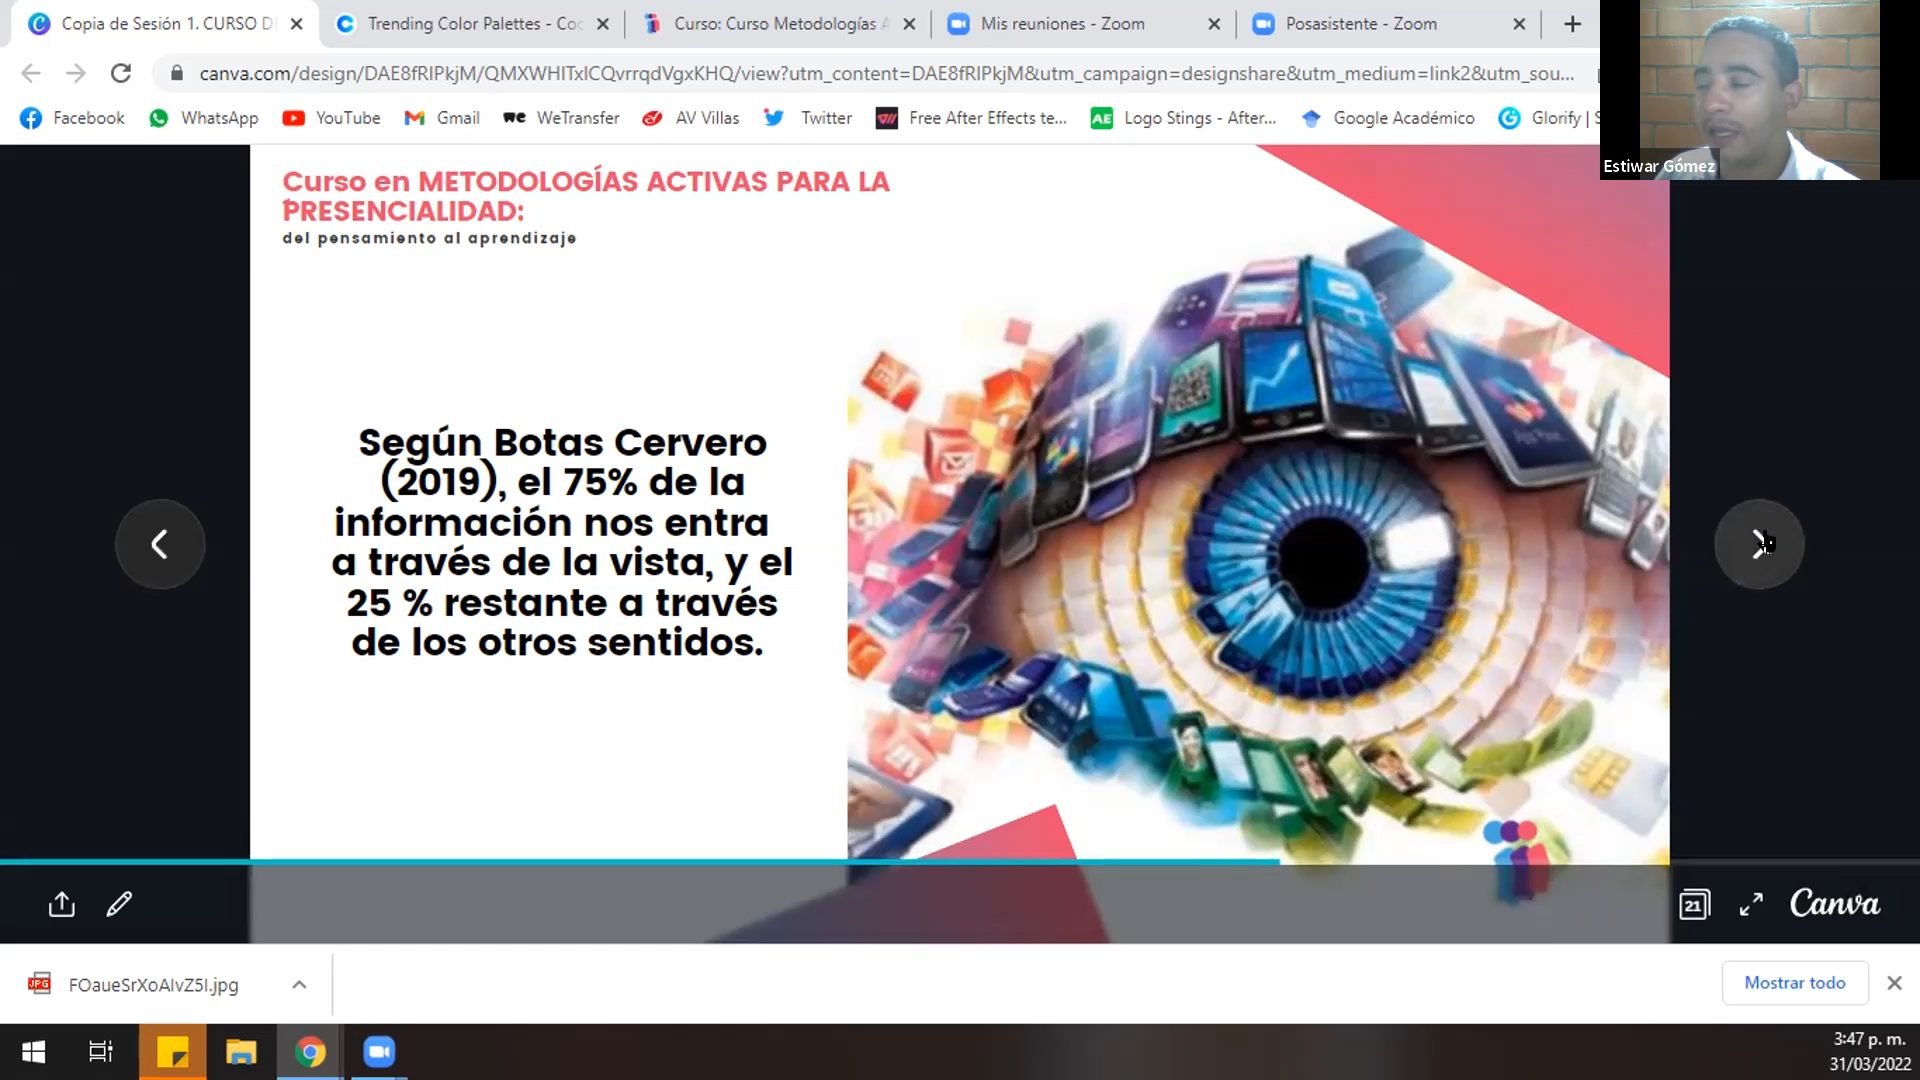 Copia de Sesión 1. CURSO D
Trending Color Palettes - Coo
Curso: Curso Metodologías A
Mis reuniones - Zoom
Posasistente - Zoom
canva.com/design/DAE8fRIPkjM/QMXWHITxICQvrrqdVgxKHQ/view?utm_content=DAE8fRIPkjM&utm_campaign=designshare&utm_medium=link2&utm_sou...
Facebook
WhatsApp
YouTube
Gmail
WeTransfer
AV Villas
Twitter
Free After Effects te...
Logo Stings - After...
Google Académico
Glorify | S
Estiwar Gómez
Curso en METODOLOGÍAS ACTIVAS PARA LA
PRESENCIALIDAD:
del pensamiento al aprendizaje
Según Botas Cervero
(2019), el 75% de la
información nos entra
a través de la vista, y el
25 % restante a través
de los otros sentidos.
21
Canva
JPG
FOaueSrXoAIvZ5I.jpg
Mostrar todo
3:47 p. m.
31/03/2022